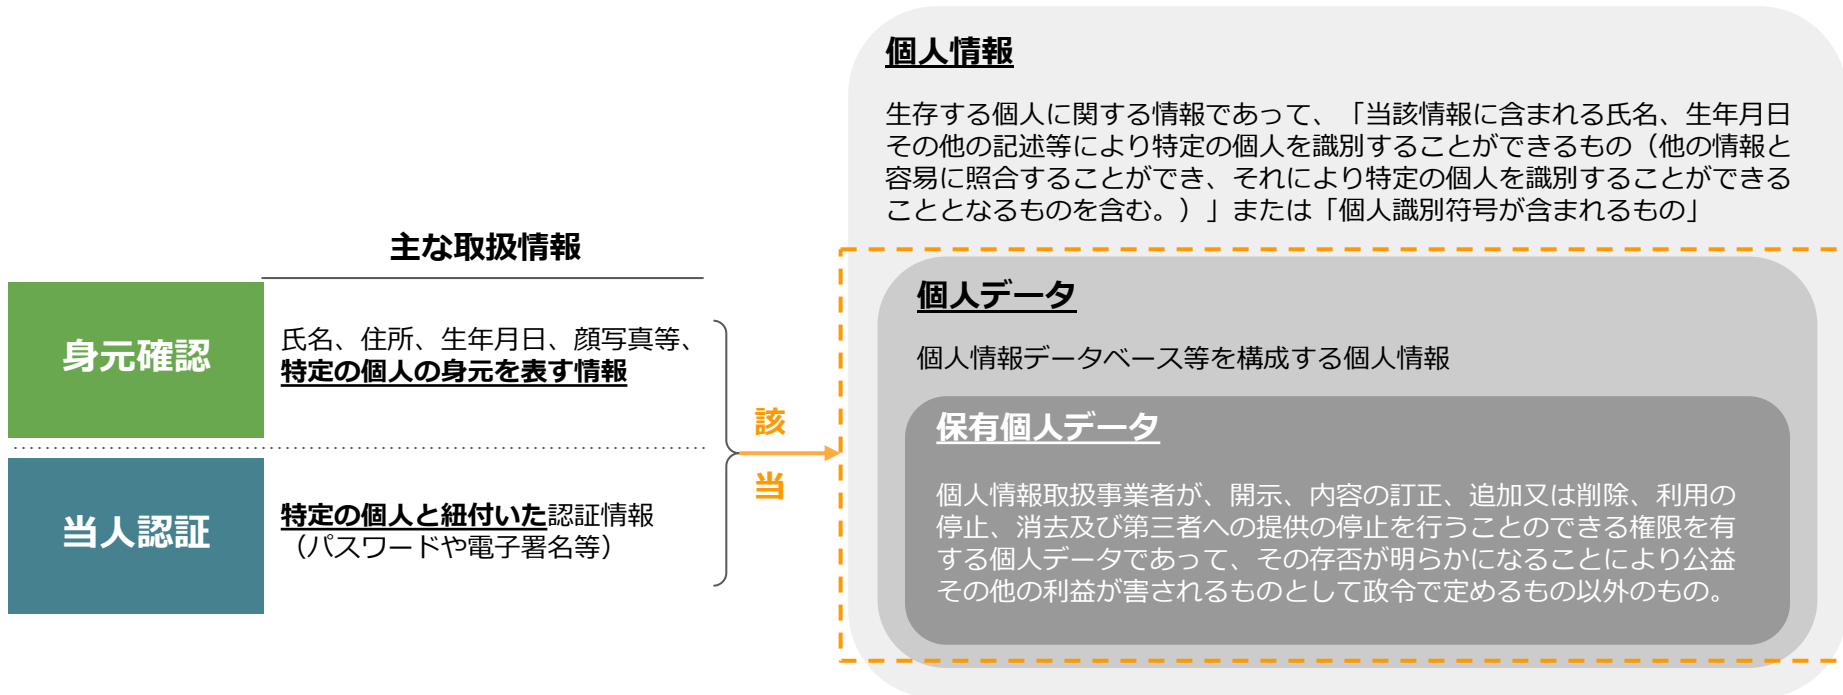 個人情報
生存する個人に関する情報であって、「当該情報に含まれる氏名、生年月日
その他の記述等により特定の個人を識別することができるもの（他の情報と
容易に照合することができ、それにより特定の個人を識別することができる
こととなるものを含む。）」または「個人識別符号が含まれるもの」
主な取扱情報
身元確認
氏名、住所、生年月日、顔写真等、
特定の個人の身元を表す情報
当人認証
特定の個人と紐付いた認証情報
（パスワードや電子署名等）
該
当
個人データ
個人情報データベース等を構成する個人情報
保有個人データ
個人情報取扱事業者が、開示、内容の訂正、追加又は削除、利用の
停止、消去及び第三者への提供の停止を行うことのできる権限を有
する個人データであって、その存否が明らかになることにより公益
その他の利益が害されるものとして政令で定めるもの以外のもの。